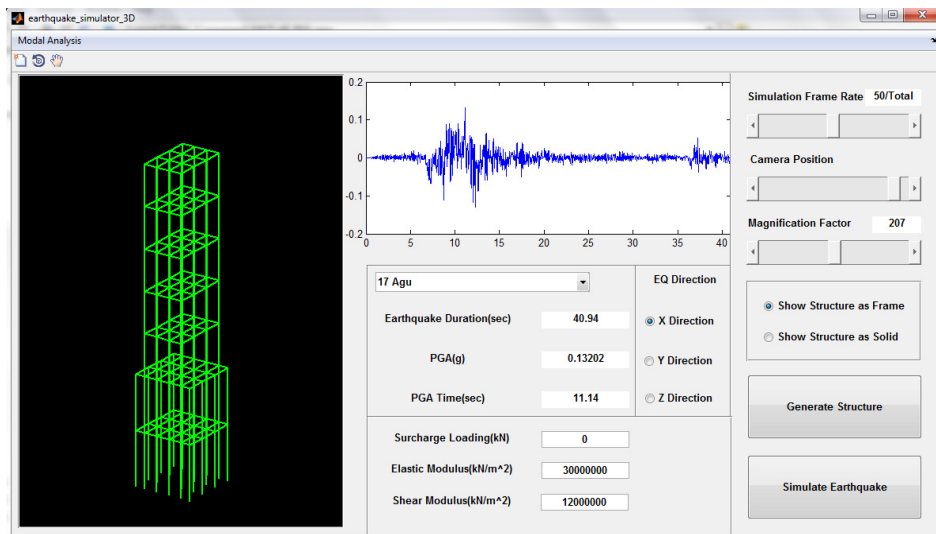 earthquake_simulator_3D
Modal Analysis
0.2
0.1
0
-0.1
-0.2
0 5 10 15 20 25 30 35 40
17 Agu
Earthquake Duration(sec) 40.94
PGA(g) 0.13202
PGA Time(sec) 11.14
EQ Direction
X Direction
Y Direction
Z Direction
Surcharge Loading(kN) 0
Elastic Modulus(kN/m^2) 30000000
Shear Modulus(kN/m^2) 12000000
Simulation Frame Rate 50/Total
Camera Position
Magnification Factor 207
Show Structure as Frame
Show Structure as Solid
Generate Structure
Simulate Earthquake